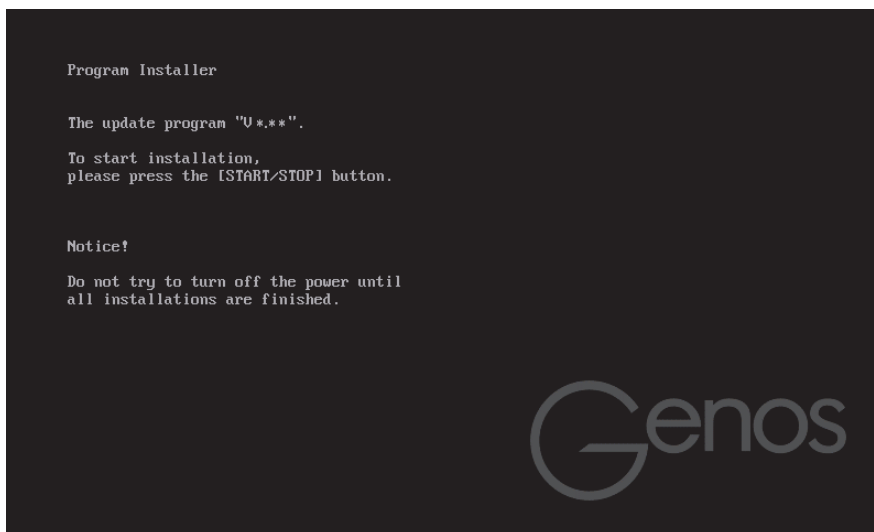 Program Installer
The update program "V*.**".
To start installation,
please press the [START/STOP] button.
Notice!
Do not try to turn off the power until
all installations are finished.
Genos